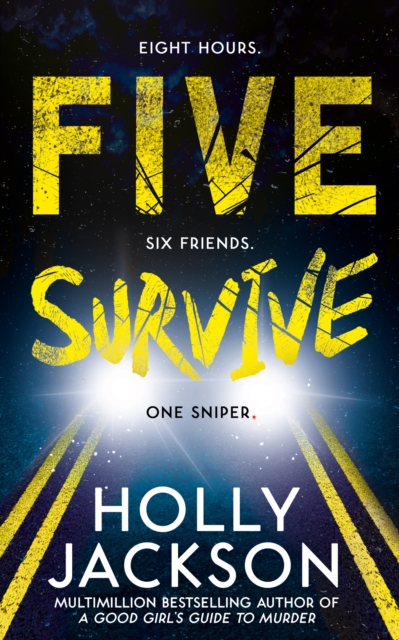 EIGHT HOURS.
FIVE
SIX FRIENDS.
SURVIVE
ONE SNIPER.
HOLLY
JACKSON
MULTIMILLION BESTSELLING AUTHOR OF
A GOOD GIRL'S GUIDE TO MURDER